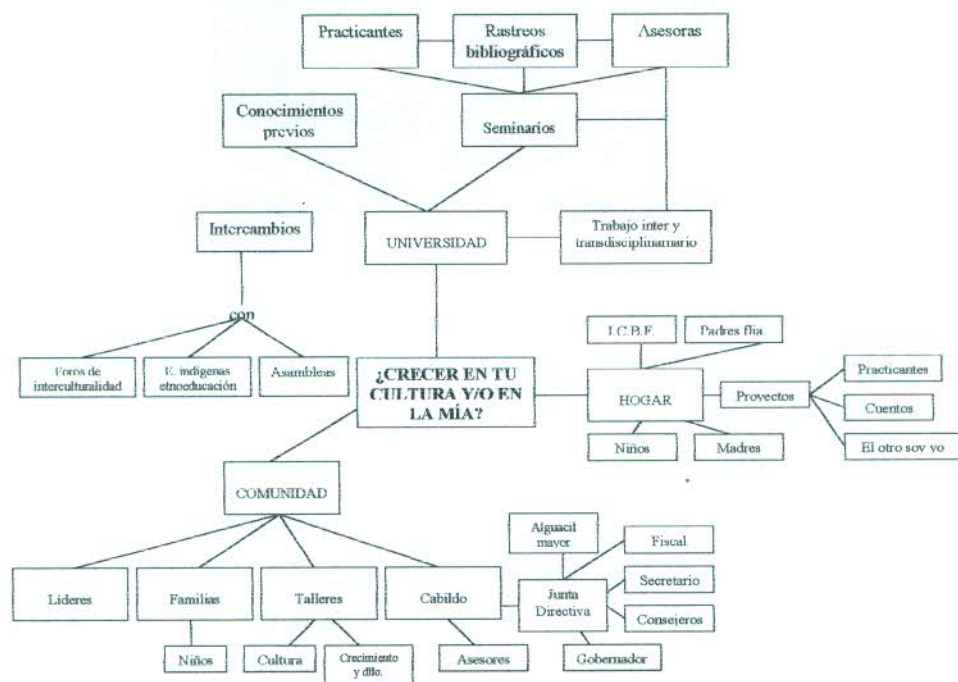 Practicantes
Rastreos
bibliográficos
Asesoras
Conocimientos
previos
Seminarios
Intercambios
UNIVERSIDAD
Trabajo inter y
transdisciplinamario
con
Foros de
interculturalidad
E. indígenas
etnoeducación
Asambleas
¿CRECER EN TU
CULTURA Y/O EN
LA MÍA?
I.C.B.F.
Padres flia.
HOGAR
Proyectos
Practicantes
Cuentos
El otro soy yo
Niños
Madres
COMUNIDAD
Alguacil
mayor
Fiscal
Líderes
Familias
Talleres
Cabildo
Junta
Directiva
Secretario
Consejeros
Niños
Cultura
Crecimiento
y dllo.
Asesores
Gobernador